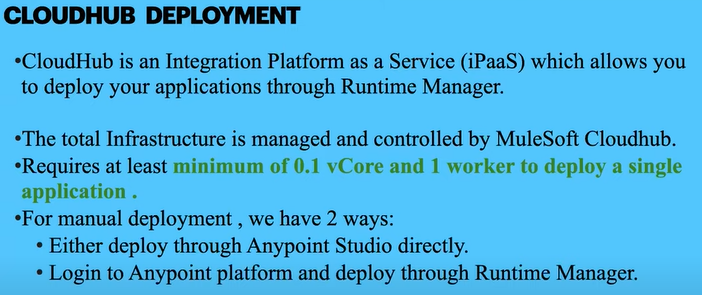 CLOUDHUB DEPLOYMENT
•CloudHub is an Integration Platform as a Service (iPaaS) which allows you
to deploy your applications through Runtime Manager.
•The total Infrastructure is managed and controlled by MuleSoft Cloudhub.
•Requires at least minimum of 0.1 vCore and 1 worker to deploy a single
application .
•For manual deployment , we have 2 ways:
• Either deploy through Anypoint Studio directly.
• Login to Anypoint platform and deploy through Runtime Manager.